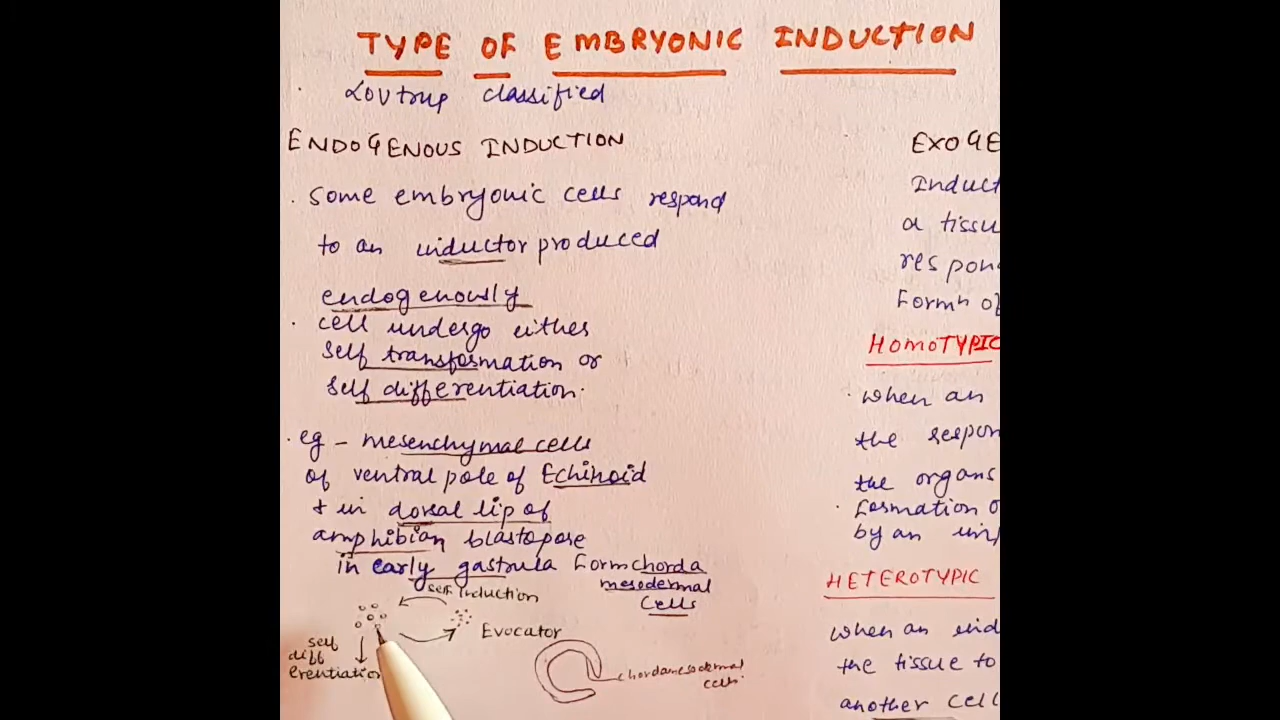 TYPE OF EMBRYONIC INDUCTION
Lovtrup classified
ENDOGENOUS INDUCTION
. Some embryonic cells respond
to an inductor produced
endogenously
. cell undergo either
self transformation or
self differentiation.
. eg - mesenchymal cells
of ventral pole of Echinoid
+ in dorsal lip of
amphibian blastopore
in early gastrula Form chorda
mesodermal
cells
self induction
Evocator
self
diff
erentiation
chordamesodermal
cells.
EXOGE
Induct
a tissu
respon
Formn of
HOMOTYPIC
. when an
the respon
the organs
. Formation o
by an
HETEROTYPIC
when an ind
the tissue to
another cell